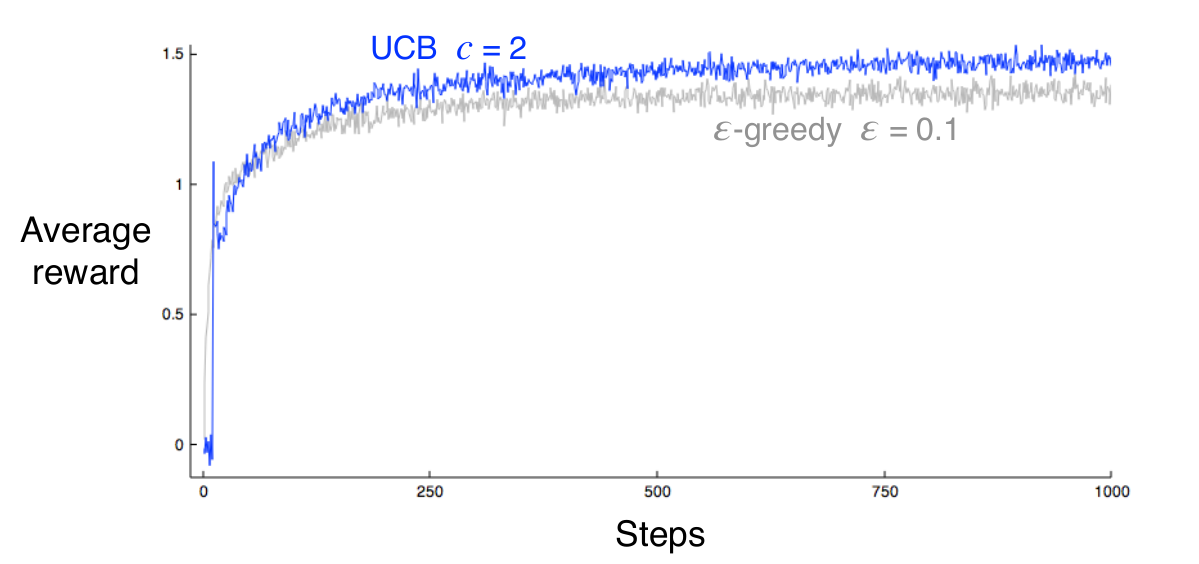 UCB c = 2
1.5
ε-greedy ε = 0.1
1
Average
reward
0.5
0
0 250 500 750 1000
Steps